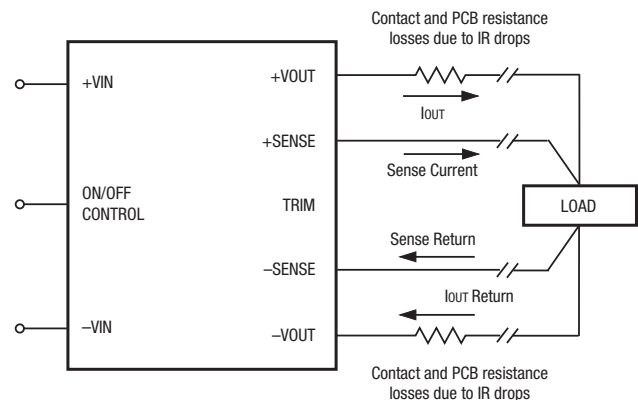 Contact and PCB resistance
losses due to IR drops
+VOUT
+VIN
IOUT
+SENSE
Sense Current
ON/OFF
CONTROL
TRIM
LOAD
Sense Return
–SENSE
IOUT Return
–VIN
–VOUT
Contact and PCB resistance
losses due to IR drops